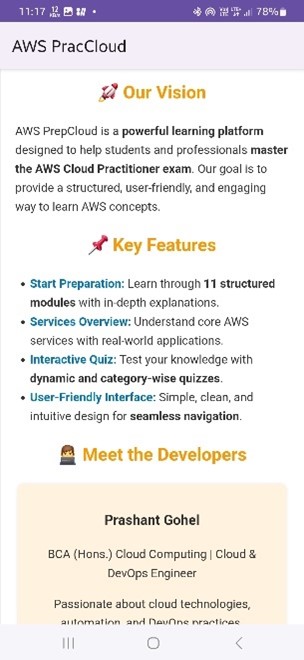 11:17
78%
AWS PracCloud
🚀 Our Vision
AWS PrepCloud is a powerful learning platform
designed to help students and professionals master
the AWS Cloud Practitioner exam. Our goal is to
provide a structured, user-friendly, and engaging
way to learn AWS concepts.
📌 Key Features
• Start Preparation: Learn through 11 structured
modules with in-depth explanations.
• Services Overview: Understand core AWS
services with real-world applications.
• Interactive Quiz: Test your knowledge with
dynamic and category-wise quizzes.
• User-Friendly Interface: Simple, clean, and
intuitive design for seamless navigation.
👩‍💻 Meet the Developers
Prashant Gohel
BCA (Hons.) Cloud Computing | Cloud &
DevOps Engineer
Passionate about cloud technologies,
automation, and DevOps practices